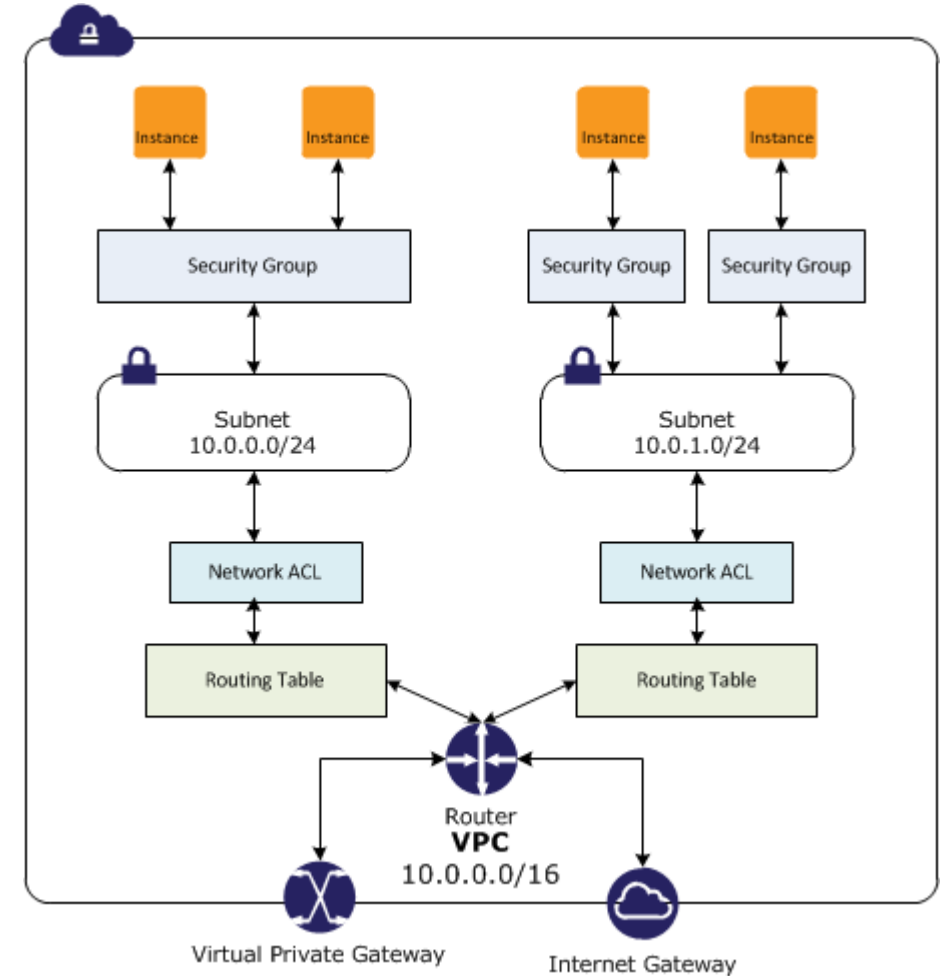 Instance
Instance
Instance
Instance
Security Group
Security Group
Security Group
Subnet
10.0.0.0/24
Subnet
10.0.1.0/24
Network ACL
Network ACL
Routing Table
Routing Table
Router
VPC
10.0.0.0/16
Virtual Private Gateway
Internet Gateway